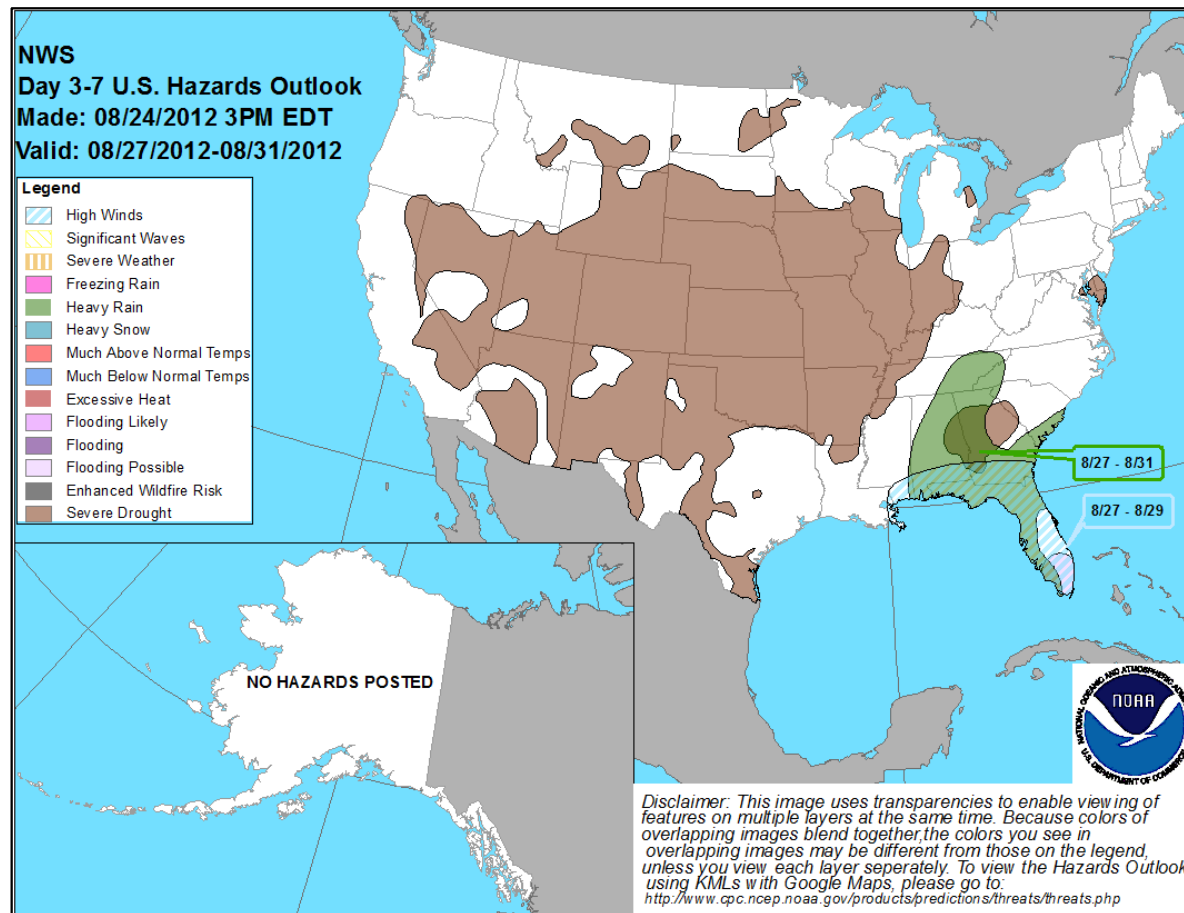 NWS
Day 3-7 U.S. Hazards Outlook
Made: 08/24/2012 3PM EDT
Valid: 08/27/2012-08/31/2012
Legend
High Winds
Significant Waves
Severe Weather
Freezing Rain
Heavy Rain
Heavy Snow
Much Above Normal Temps
Much Below Normal Temps
Excessive Heat
Flooding Likely
Flooding
Flooding Possible
Enhanced Wildfire Risk
Severe Drought
8/27 - 8/31
8/27 - 8/29
NO HAZARDS POSTED
NOAA
NATIONAL OCEANIC AND ATMOSPHERIC
U.S. DEPARTMENT OF COMMERCE
Disclaimer: This image uses transparencies to enable viewing of
features on multiple layers at the same time. Because colors of
overlapping images blend together,the colors you see in
overlapping images may be different from those on the legend,
unless you view each layer seperately. To view the Hazards Outlook
using KMLs with Google Maps, please go to:
http://www.cpc.ncep.noaa.gov/products/predictions/threats/threats.php